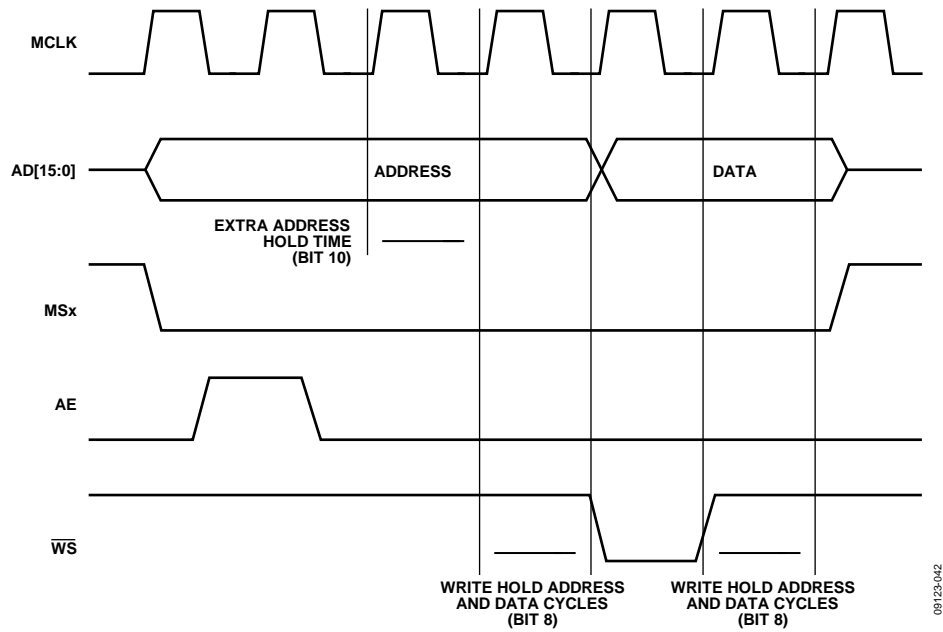 MCLK
AD[15:0]
ADDRESS
DATA
EXTRA ADDRESS
HOLD TIME
(BIT 10)
MSx
AE
WS
WRITE HOLD ADDRESS
AND DATA CYCLES
(BIT 8)
WRITE HOLD ADDRESS
AND DATA CYCLES
(BIT 8)
09123-042